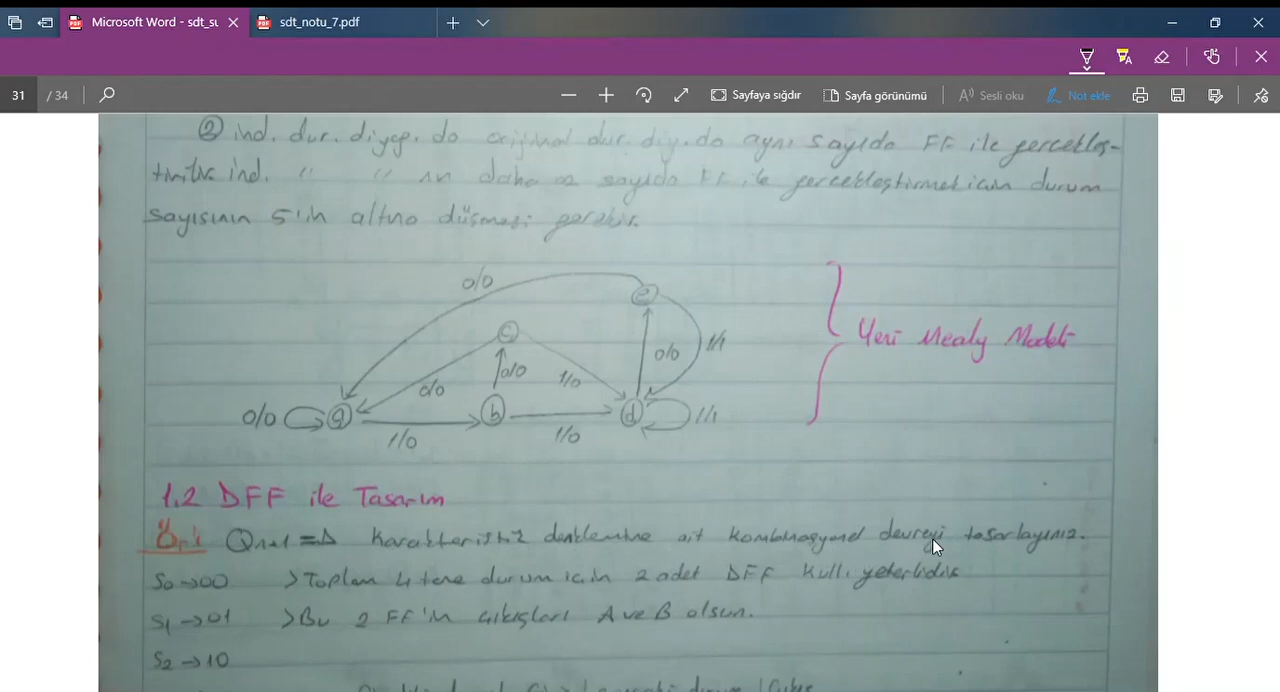 Microsoft Word - sdt_su
sdt_notu_7.pdf
31 / 34
Sayfaya sığdır
Sayfa görünümü
Sesli oku
Not ekle
② ind. dur. diyag. da orijinal dur. diy. da aynı sayıda FF ile gerçekleş-
tirilir. ind. " " ın daha az sayıda FF ile gerçekleştirmek için durum
sayısının 5'in altına düşmesi gerekir.
0/0
e
c
0/0
1/1
0/0
0/0
1/0
0/0
a
b
d
1/1
1/0
1/0
Yeni Mealy Modeli
1.2 DFF ile Tasarım
Örn: Qn+1 = D karakteristik denklemine ait kombinasyonel devreyi tasarlayınız.
S0→00 >Toplam 4 tane durum için 2 adet DFF kull. yeterlidir.
S1→01 >Bu 2 FF'in çıkışları A ve B olsun.
S2→10